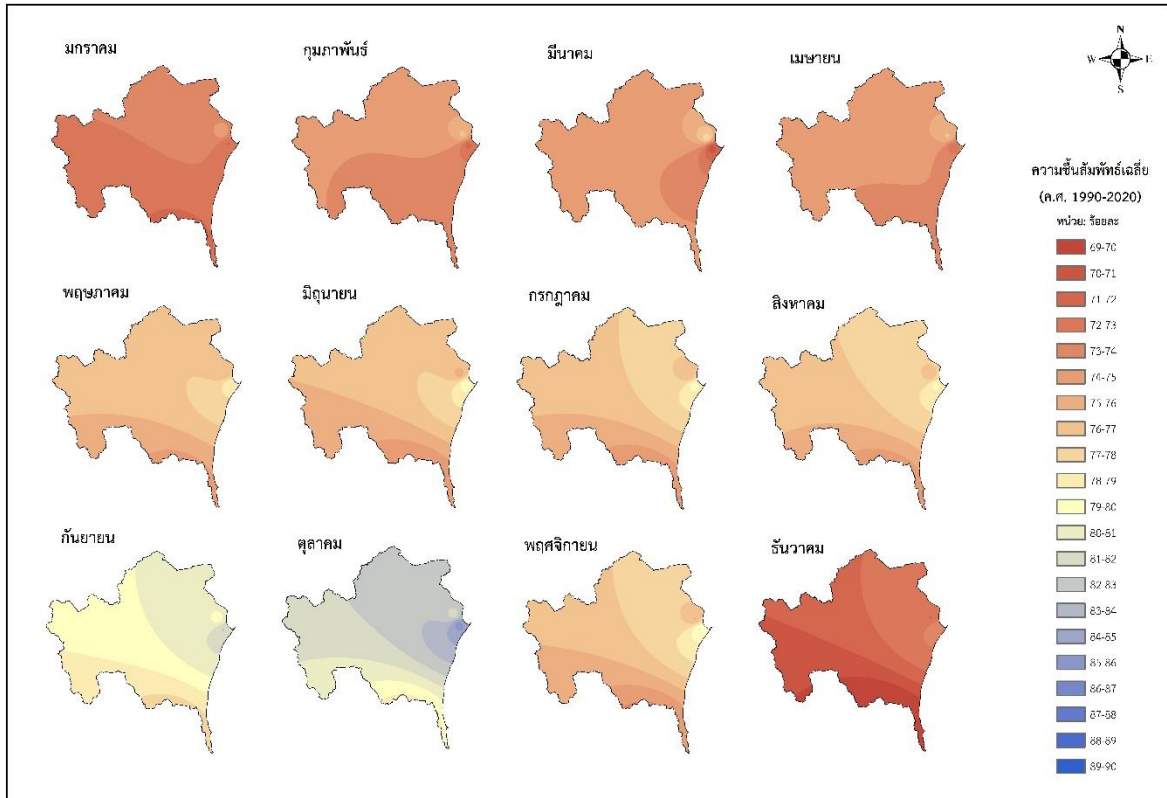 มกราคม
กุมภาพันธ์
มีนาคม
เมษายน
N
W E
S
พฤษภาคม
มิถุนายน
กรกฎาคม
สิงหาคม
กันยายน
ตุลาคม
พฤศจิกายน
ธันวาคม
ความชื้นสัมพัทธ์เฉลี่ย
(ค.ศ. 1990-2020)
หน่วย: ร้อยละ
69-70
70-71
71-72
72-73
73-74
74-75
75-76
76-77
77-78
78-79
79-80
80-81
81-82
82-83
83-84
84-85
85-86
86-87
87-88
88-89
89-90